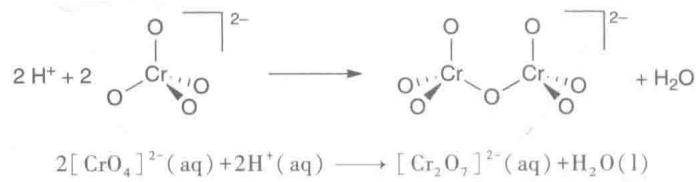 2 H⁺ + 2 [CrO₄]²⁻ ⟶ [Cr₂O₇]²⁻ + H₂O
2[CrO₄]²⁻(aq)+2H⁺(aq) ⟶ [Cr₂O₇]²⁻(aq)+H₂O(l)